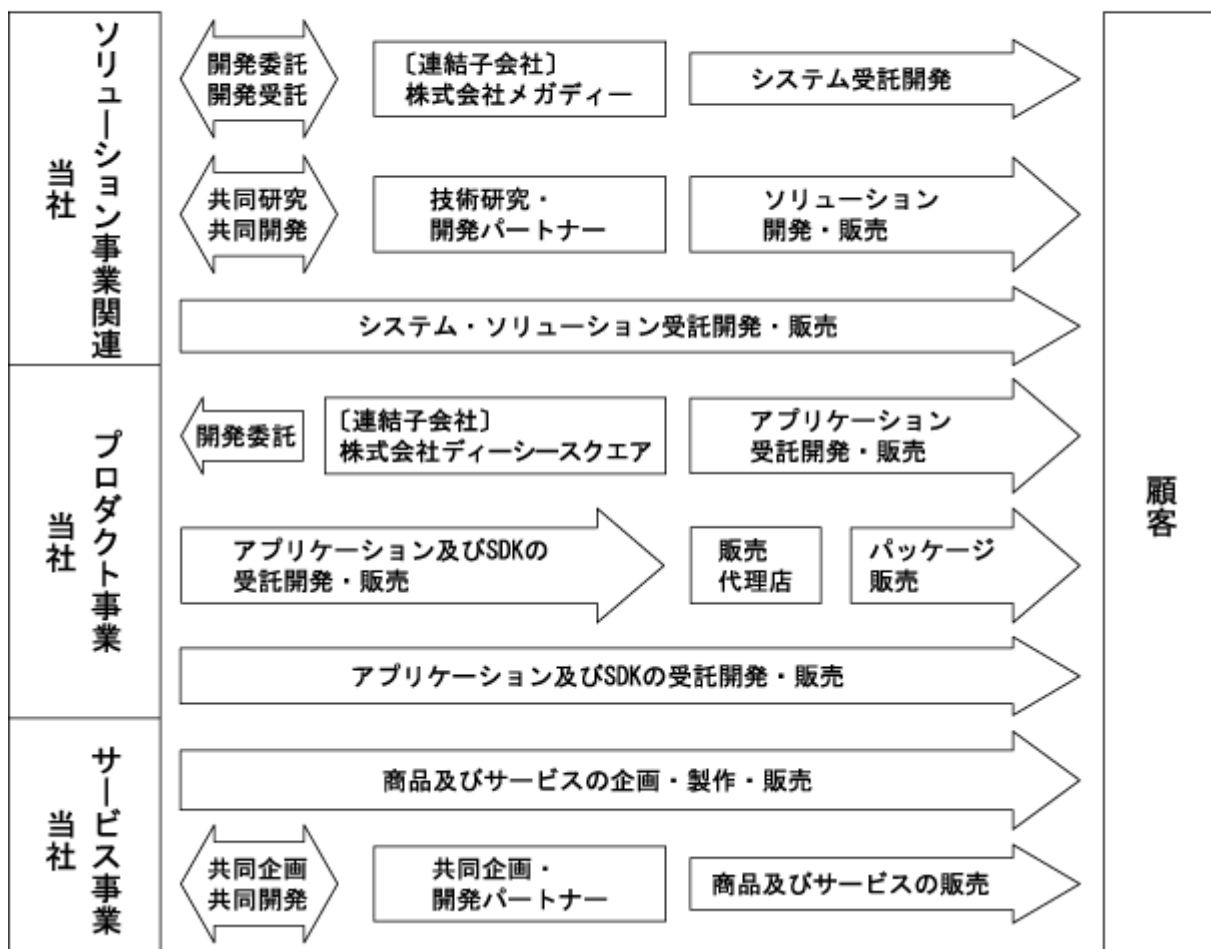 ソリューション事業関連
当社
開発委託
開発受託
〔連結子会社〕
株式会社メガディー
システム受託開発
共同研究
共同開発
技術研究・
開発パートナー
ソリューション
開発・販売
システム・ソリューション受託開発・販売
プロダクト事業
当社
開発委託
〔連結子会社〕
株式会社ディーシースクエア
アプリケーション
受託開発・販売
アプリケーション及びSDKの
受託開発・販売
販売
代理店
パッケージ
販売
アプリケーション及びSDKの受託開発・販売
サービス事業
当社
商品及びサービスの企画・製作・販売
共同企画
共同開発
共同企画・
開発パートナー
商品及びサービスの販売
顧客